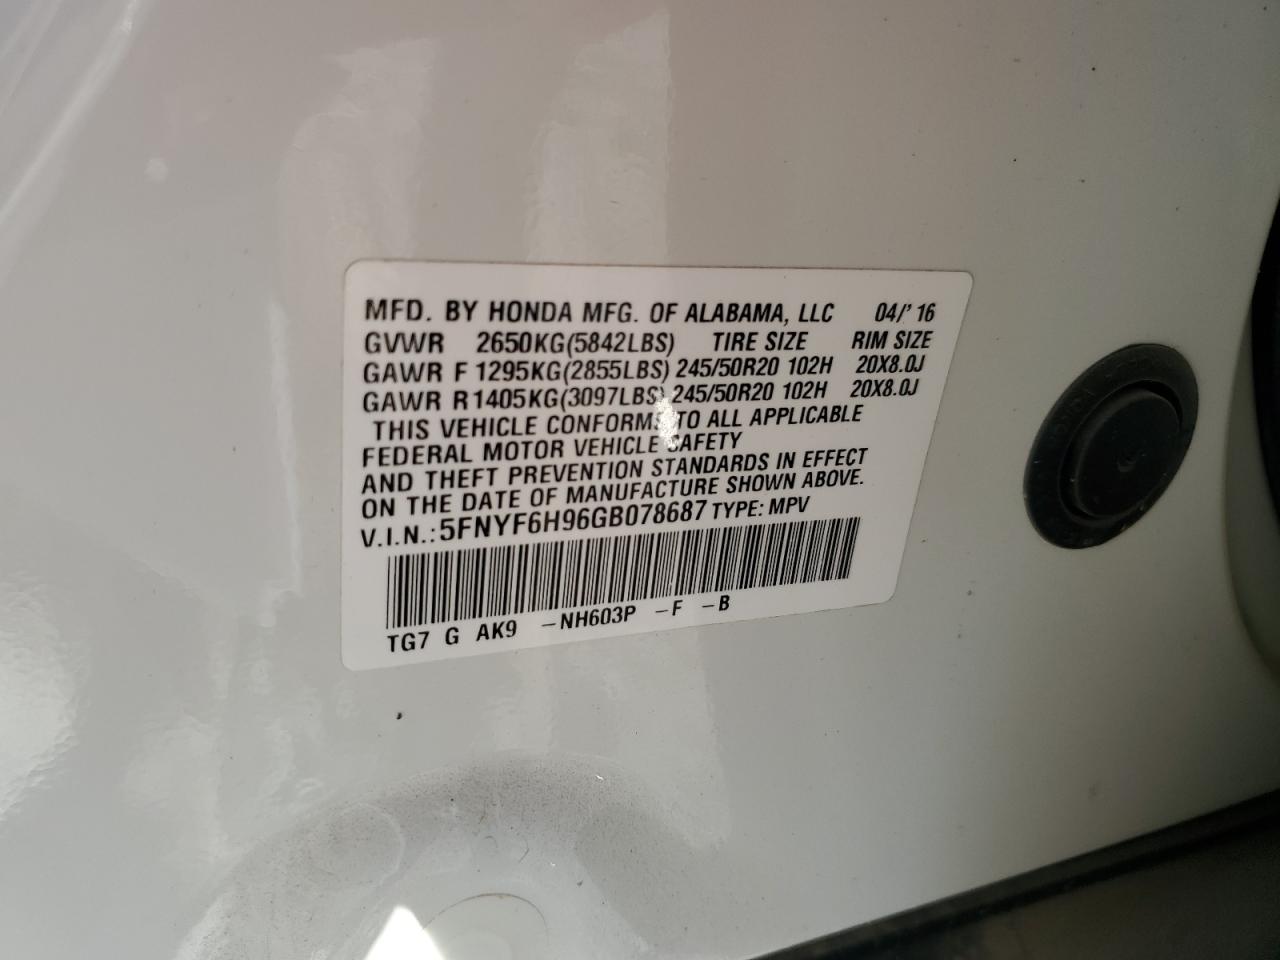 MFD. BY HONDA MFG. OF ALABAMA, LLC 04/'16
GVWR 2650KG(5842LBS) TIRE SIZE RIM SIZE
GAWR F 1295KG(2855LBS) 245/50R20 102H 20X8.0J
GAWR R1405KG(3097LBS) 245/50R20 102H 20X8.0J
THIS VEHICLE CONFORMS TO ALL APPLICABLE
FEDERAL MOTOR VEHICLE SAFETY
AND THEFT PREVENTION STANDARDS IN EFFECT
ON THE DATE OF MANUFACTURE SHOWN ABOVE.
V.I.N.: 5FNYF6H96GB078687 TYPE: MPV
TG7 G AK9 -NH603P -F -B